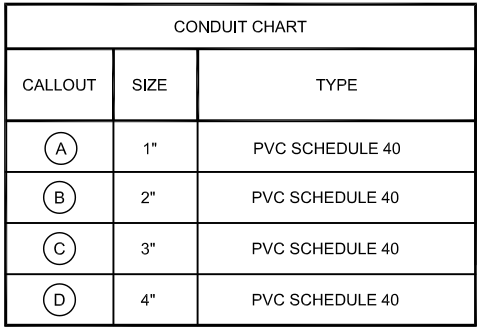 CONDUIT CHART
CALLOUT SIZE TYPE
A 1" PVC SCHEDULE 40
B 2" PVC SCHEDULE 40
C 3" PVC SCHEDULE 40
D 4" PVC SCHEDULE 40